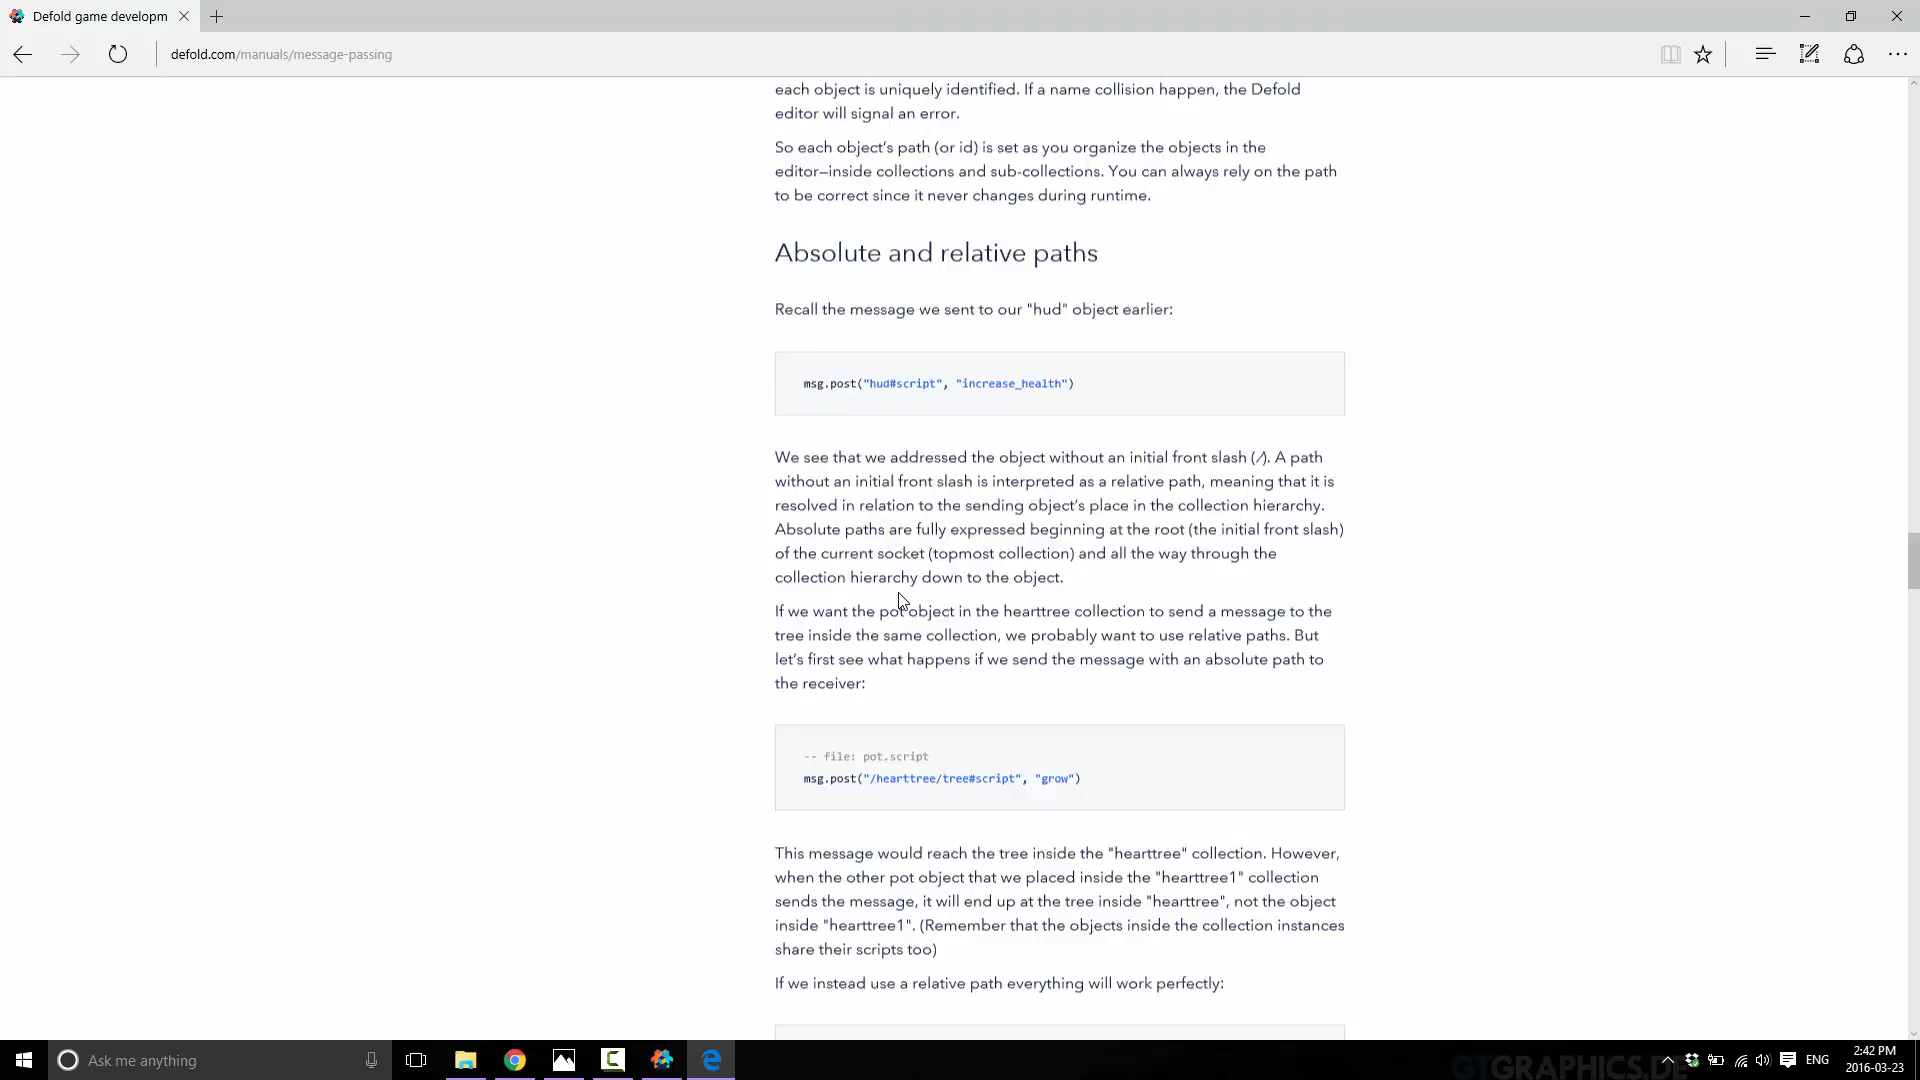 Defold game developm
defold.com/manuals/message-passing
each object is uniquely identified. If a name collision happen, the Defold
editor will signal an error.
So each object's path (or id) is set as you organize the objects in the
editor—inside collections and sub-collections. You can always rely on the path
to be correct since it never changes during runtime.
Absolute and relative paths
Recall the message we sent to our "hud" object earlier:
msg.post("hud#script", "increase_health")
We see that we addressed the object without an initial front slash (/). A path
without an initial front slash is interpreted as a relative path, meaning that it is
resolved in relation to the sending object's place in the collection hierarchy.
Absolute paths are fully expressed beginning at the root (the initial front slash)
of the current socket (topmost collection) and all the way through the
collection hierarchy down to the object.
If we want the pot object in the hearttree collection to send a message to the
tree inside the same collection, we probably want to use relative paths. But
let's first see what happens if we send the message with an absolute path to
the receiver:
-- file: pot.script
msg.post("/hearttree/tree#script", "grow")
This message would reach the tree inside the "hearttree" collection. However,
when the other pot object that we placed inside the "hearttree1" collection
sends the message, it will end up at the tree inside "hearttree", not the object
inside "hearttree1". (Remember that the objects inside the collection instances
share their scripts too)
If we instead use a relative path everything will work perfectly:
Ask me anything
GTGRAPHICS.DE
ENG
2:42 PM
2016-03-23